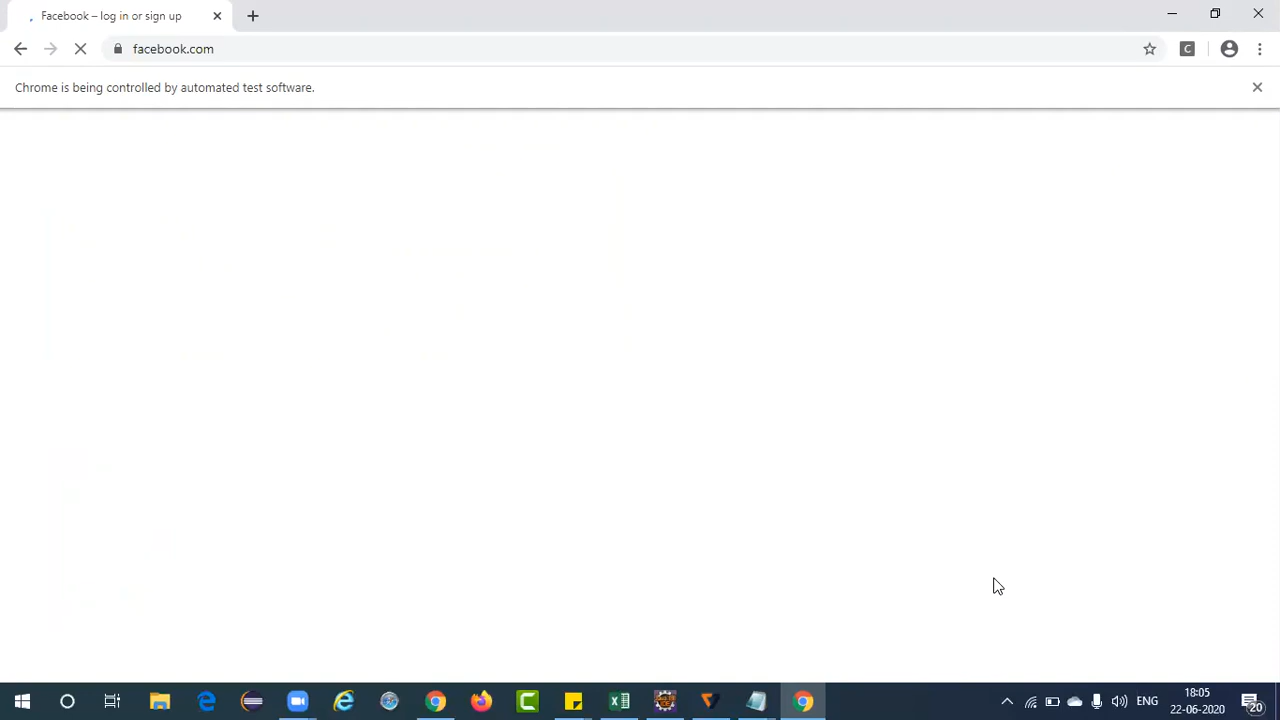 Facebook – log in or sign up
facebook.com
C
Chrome is being controlled by automated test software.
C
ENG
18:05
22-06-2020
20